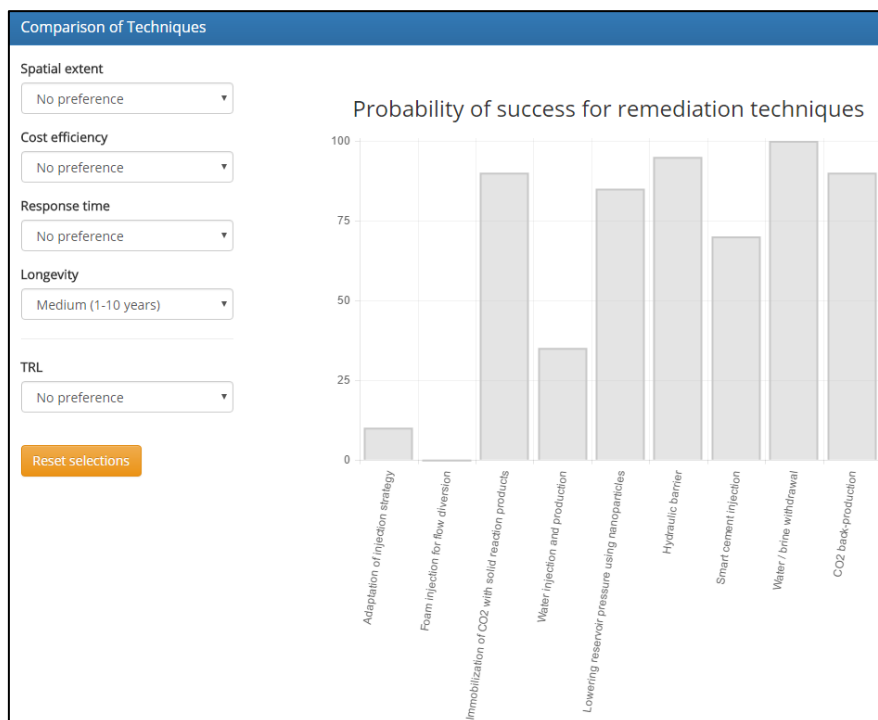 Comparison of Techniques
Spatial extent
No preference
Cost efficiency
No preference
Response time
No preference
Longevity
Medium (1-10 years)
TRL
No preference
Reset selections
Probability of success for remediation techniques
100
75
50
25
0
Adaptation of injection strategy
Foam injection for flow diversion
Immobilization of CO2 with solid reaction products
Water injection and production
Lowering reservoir pressure using nanoparticles
Hydraulic barrier
Smart cement injection
Water / brine withdrawal
CO2 back-production